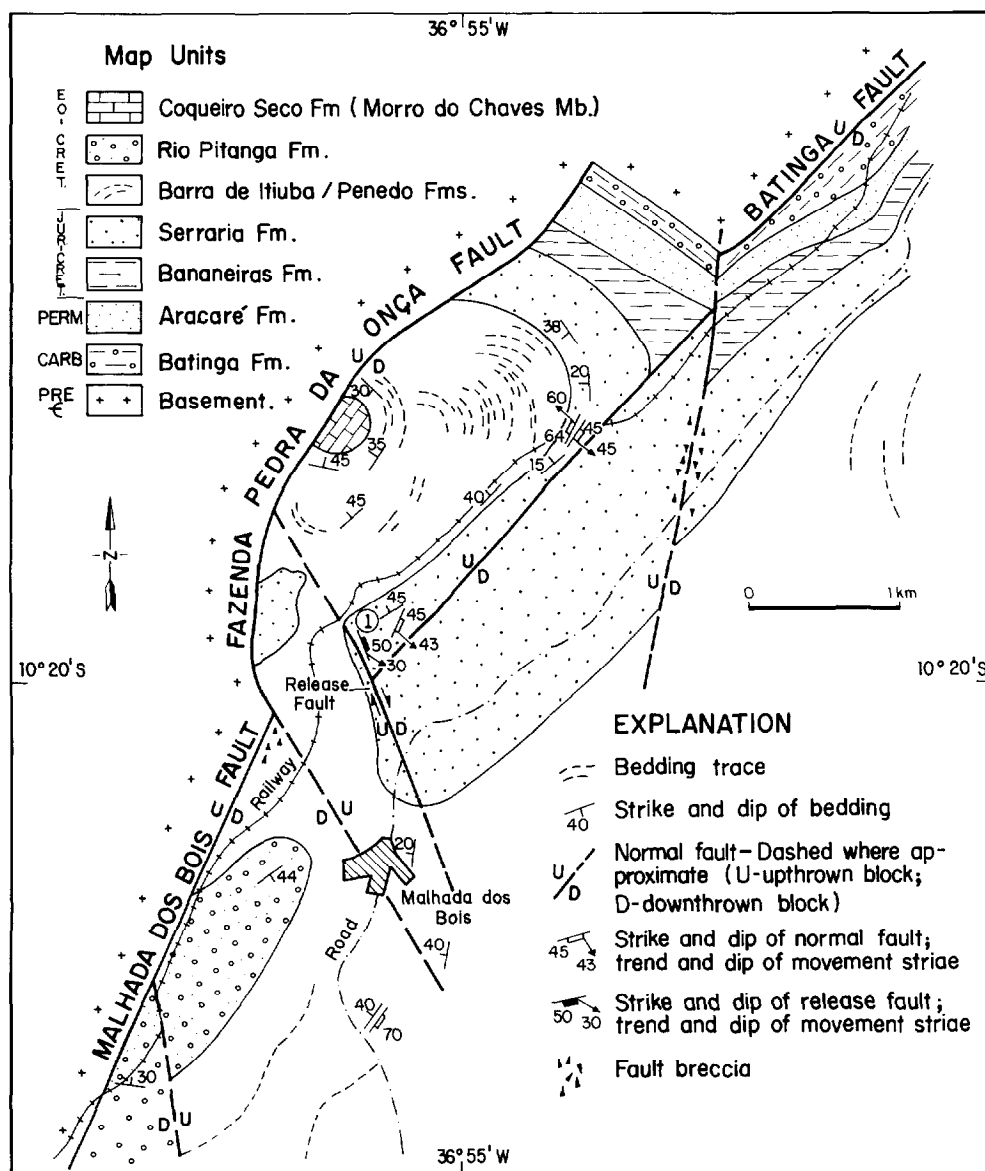 36°55'W
Map Units
EO-CRET.
Coqueiro Seco Fm (Morro do Chaves Mb.)
Rio Pitanga Fm.
Barra de Itiuba / Penedo Fms.
JUR/CRET.
Serraria Fm.
Bananeiras Fm.
PERM
Aracaré Fm.
CARB
Batinga Fm.
PRE Є
Basement.
BATINGA FAULT
U
D
FAZENDA PEDRA DA ONÇA FAULT
U
D
38
20
30
60
64
45
45
15
35
45
40
45
N
U
D
U
D
0
1km
45
1
45
50
43
30
10°20'S
10°20'S
Release
Fault
U
D
MALHADA DOS BOIS FAULT
U
D
Railway
D
U
20
Malhada dos
Bois
44
Road
40
40
70
30
D
U
EXPLANATION
Bedding trace
40
Strike and dip of bedding
U
D
Normal fault–Dashed where ap-
proximate (U-upthrown block;
D-downthrown block)
45
43
Strike and dip of normal fault;
trend and dip of movement striae
50
30
Strike and dip of release fault;
trend and dip of movement striae
Fault breccia
36°55'W